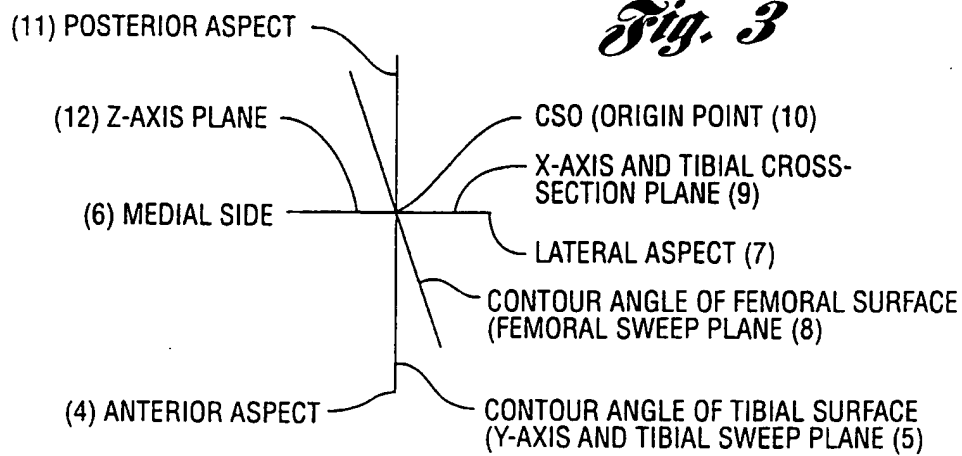 Fig. 3
(11) POSTERIOR ASPECT
(12) Z-AXIS PLANE
(6) MEDIAL SIDE
(4) ANTERIOR ASPECT
CSO (ORIGIN POINT (10)
X-AXIS AND TIBIAL CROSS-
SECTION PLANE (9)
LATERAL ASPECT (7)
CONTOUR ANGLE OF FEMORAL SURFACE
(FEMORAL SWEEP PLANE (8)
CONTOUR ANGLE OF TIBIAL SURFACE
(Y-AXIS AND TIBIAL SWEEP PLANE (5)